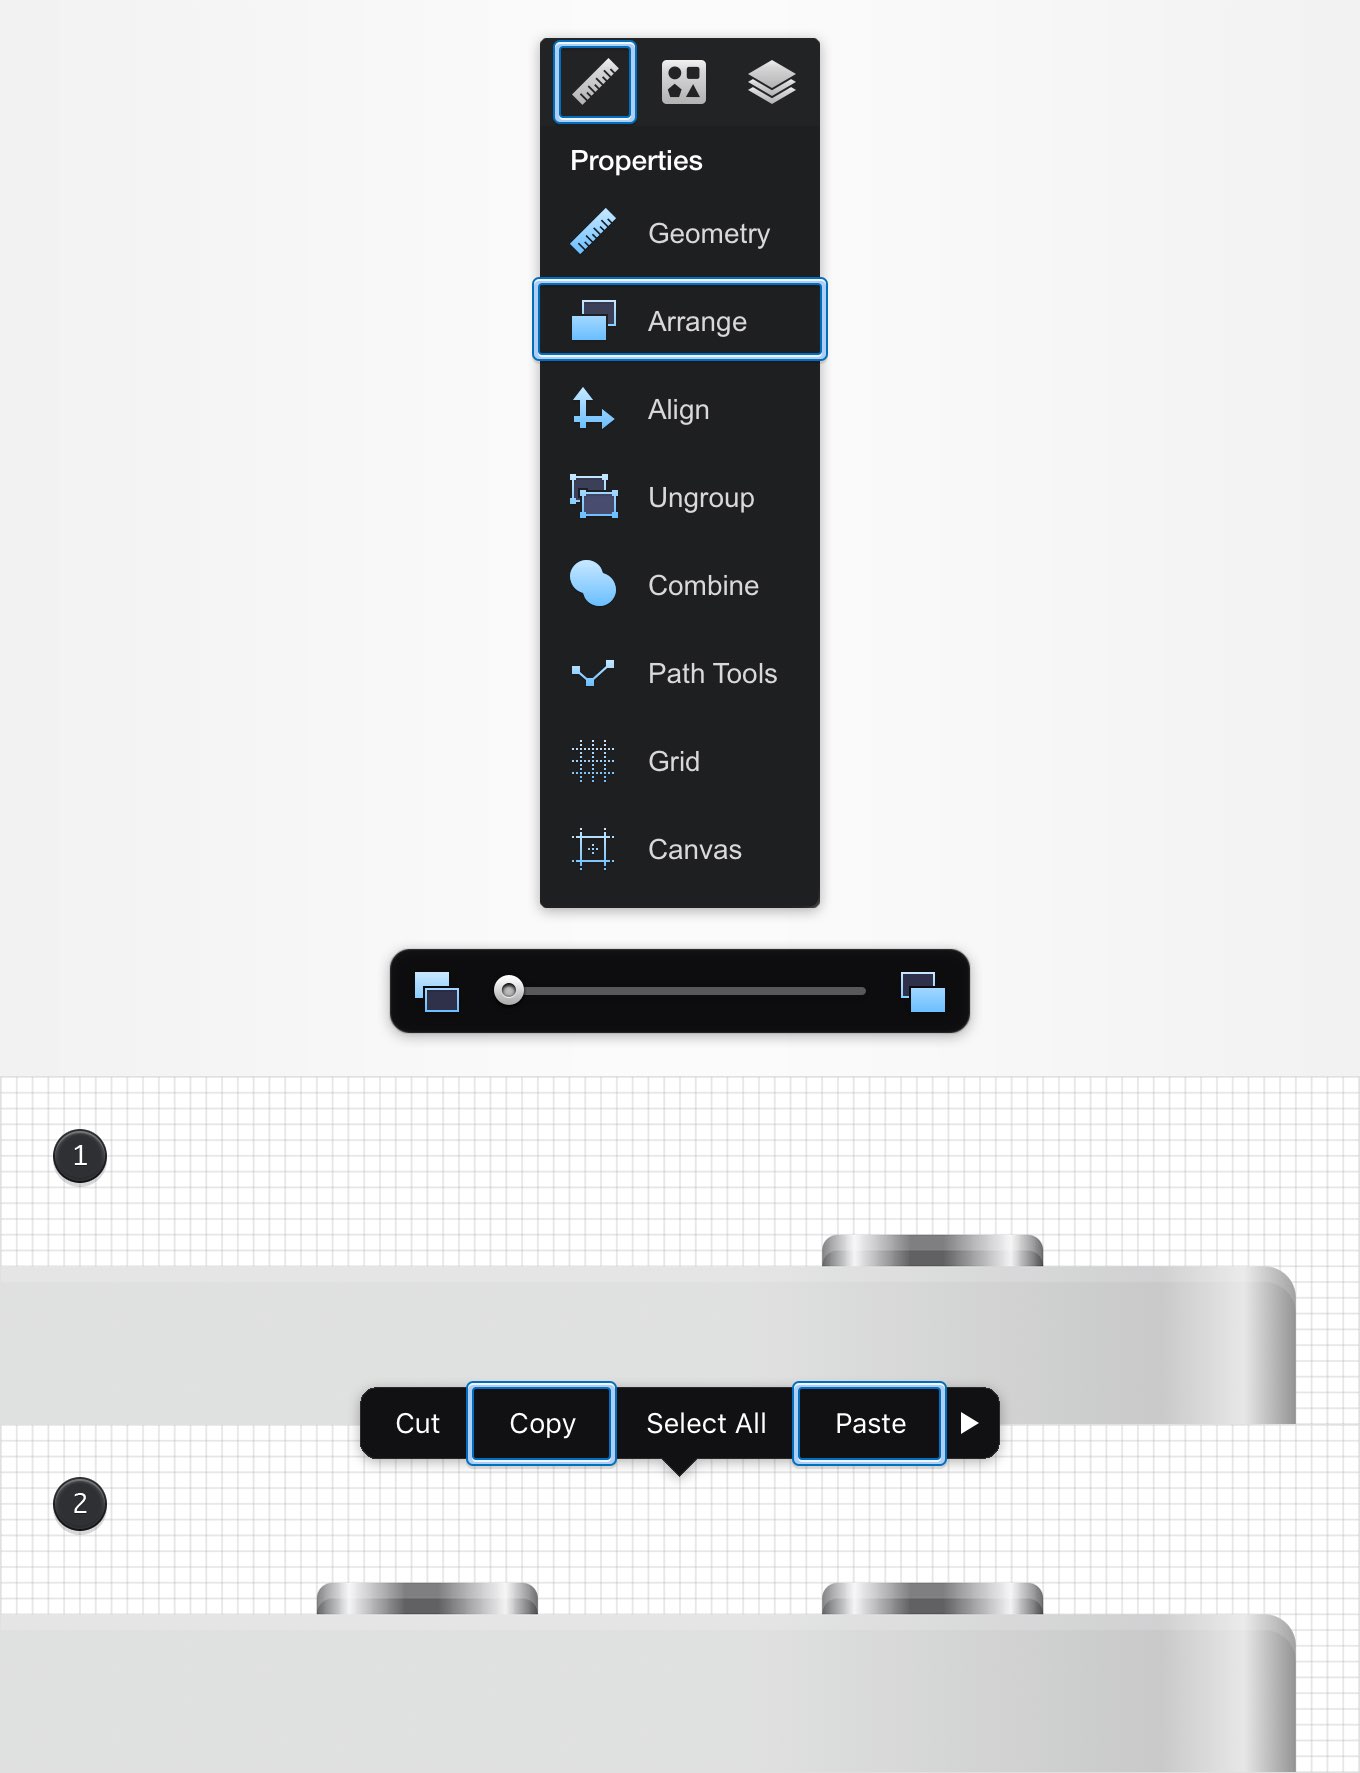 Properties
Geometry
Arrange
Align
Ungroup
Combine
Path Tools
Grid
Canvas
1
Cut Copy Select All Paste
2